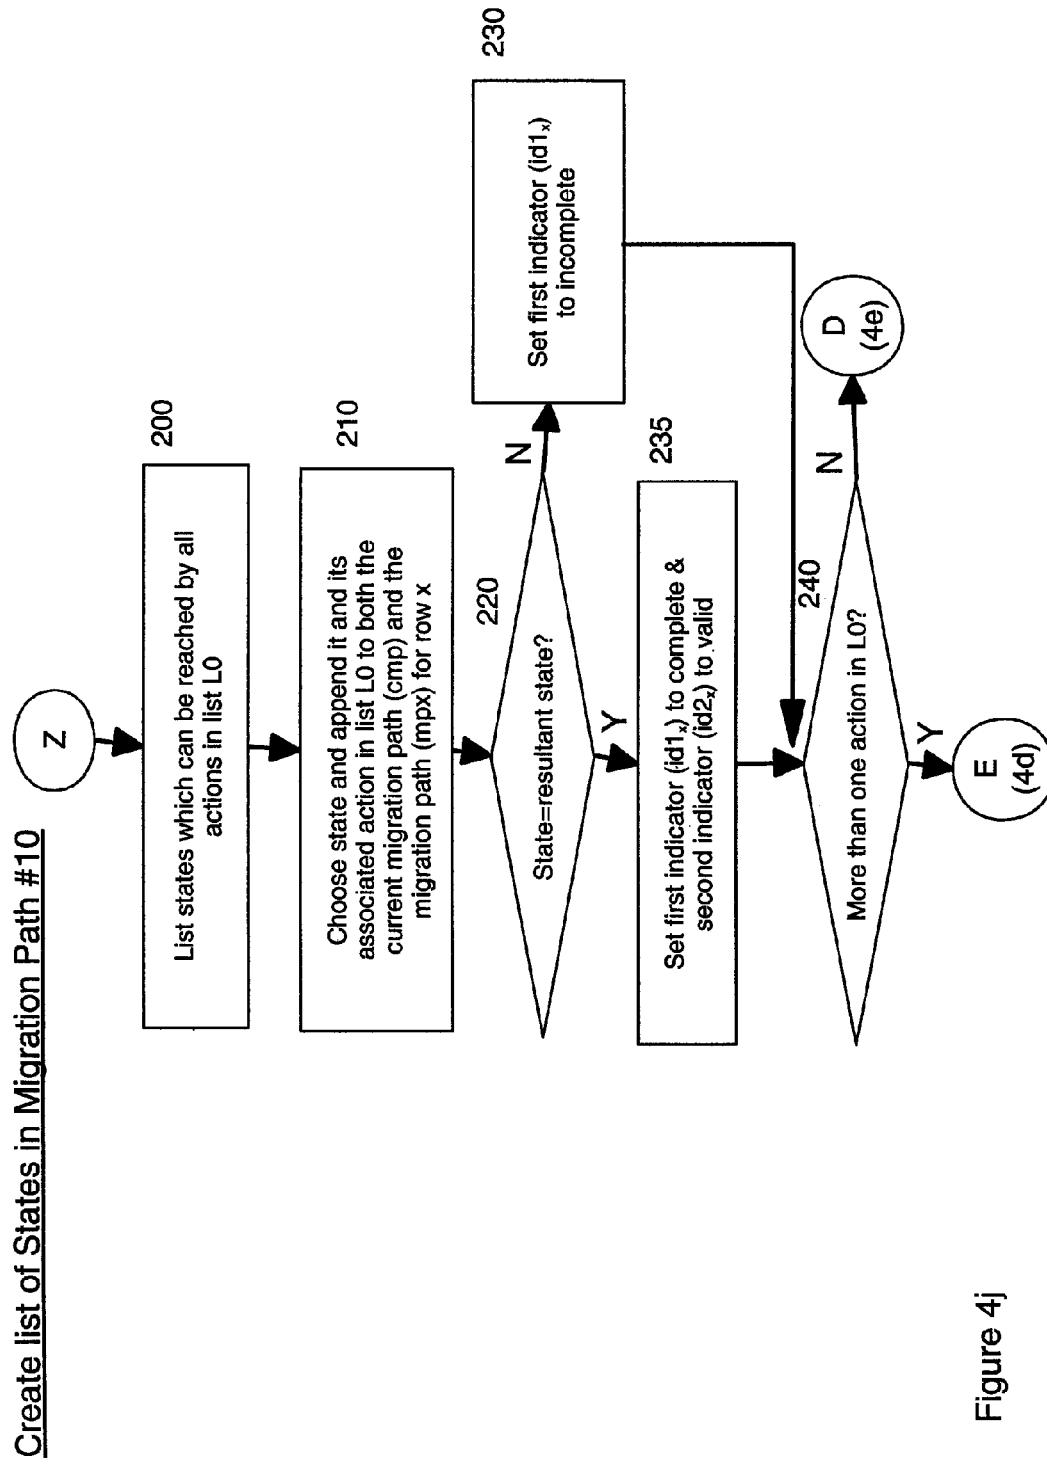 Create list of States in Migration Path #10
Z
200
List states which can be reached by all
actions in list L0
210
Choose state and append it and its
associated action in list L0 to both the
current migration path (cmp) and the
migration path (mpx) for row x
220
State=resultant state?
N
230
Set first indicator (id1x)
to incomplete
Y
235
Set first indicator (id1x) to complete &
second indicator (id2x) to valid
240
More than one action in L0?
N
D
(4e)
Y
E
(4d)
Figure 4j